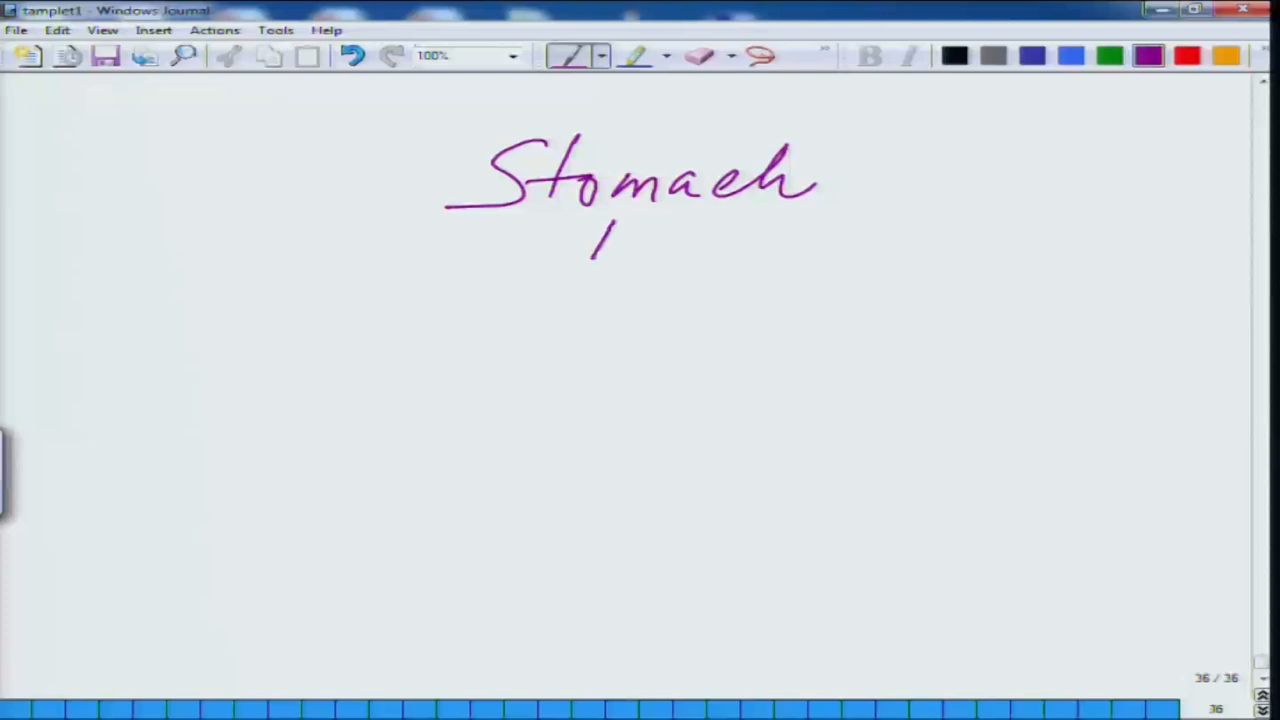 tamplet1 - Windows Journal
File Edit View Insert Actions Tools Help
100% B I
Stomach
36 / 36
36